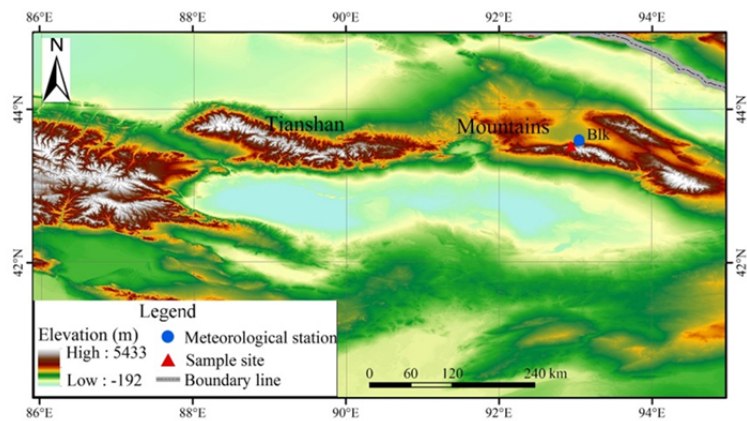 86°E 88°E 90°E 92°E 94°E
N
44°N 44°N
Tianshan Mountains
Blk
42°N 42°N
Legend
Elevation (m)
High : 5433
Low : -192
Meteorological station
Sample site
Boundary line
0 60 120 240 km
86°E 88°E 90°E 92°E 94°E